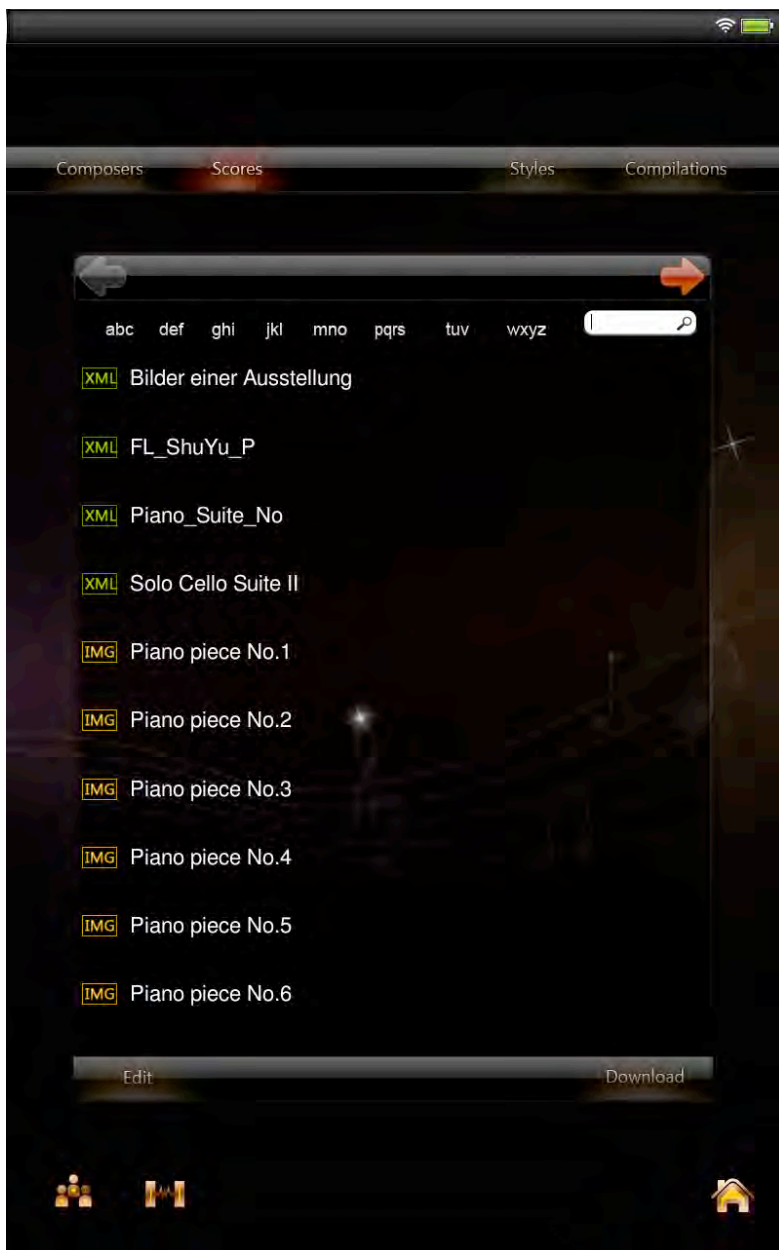 Composers Scores Styles Compilations
abc def ghi jkl mno pqrs tuv wxyz
XML Bilder einer Ausstellung
XML FL_ShuYu_P
XML Piano_Suite_No
XML Solo Cello Suite II
IMG Piano piece No.1
IMG Piano piece No.2
IMG Piano piece No.3
IMG Piano piece No.4
IMG Piano piece No.5
IMG Piano piece No.6
Edit Download